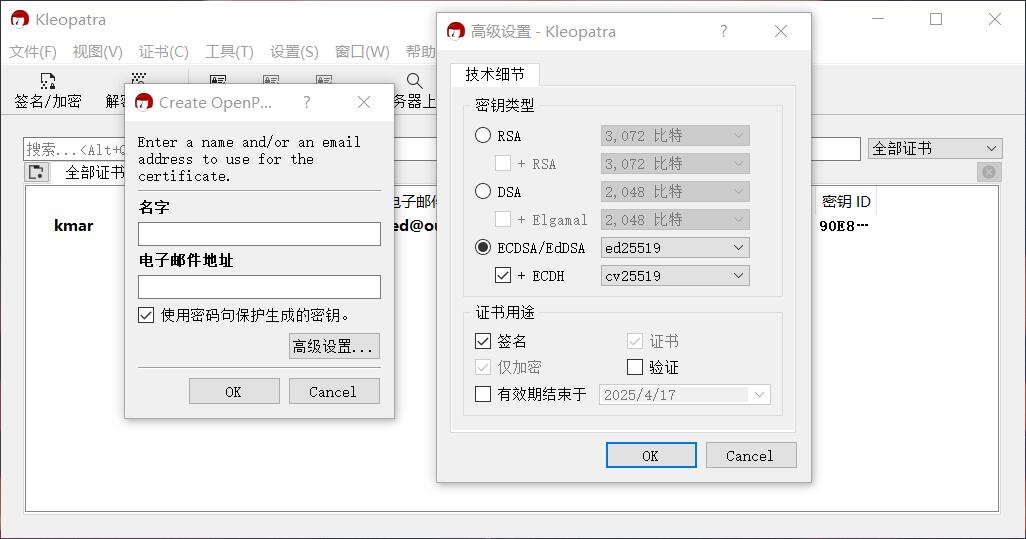 Kleopatra
文件(F) 视图(V) 证书(C) 工具(T) 设置(S) 窗口(W) 帮助
签名/加密 解密 务器上
搜索...<Alt+Q
全部证书
全部证书
电子邮件
密钥 ID
kmar
ed@ou
90E8…
Create OpenP... ?
Enter a name and/or an email
address to use for the
certificate.
名字
电子邮件地址
使用密码句保护生成的密钥。
高级设置...
OK Cancel
高级设置 - Kleopatra ?
技术细节
密钥类型
RSA 3,072 比特
+ RSA 3,072 比特
DSA 2,048 比特
+ Elgamal 2,048 比特
ECDSA/EdDSA ed25519
+ ECDH cv25519
证书用途
签名 证书
仅加密 验证
有效期结束于 2025/4/17
OK Cancel